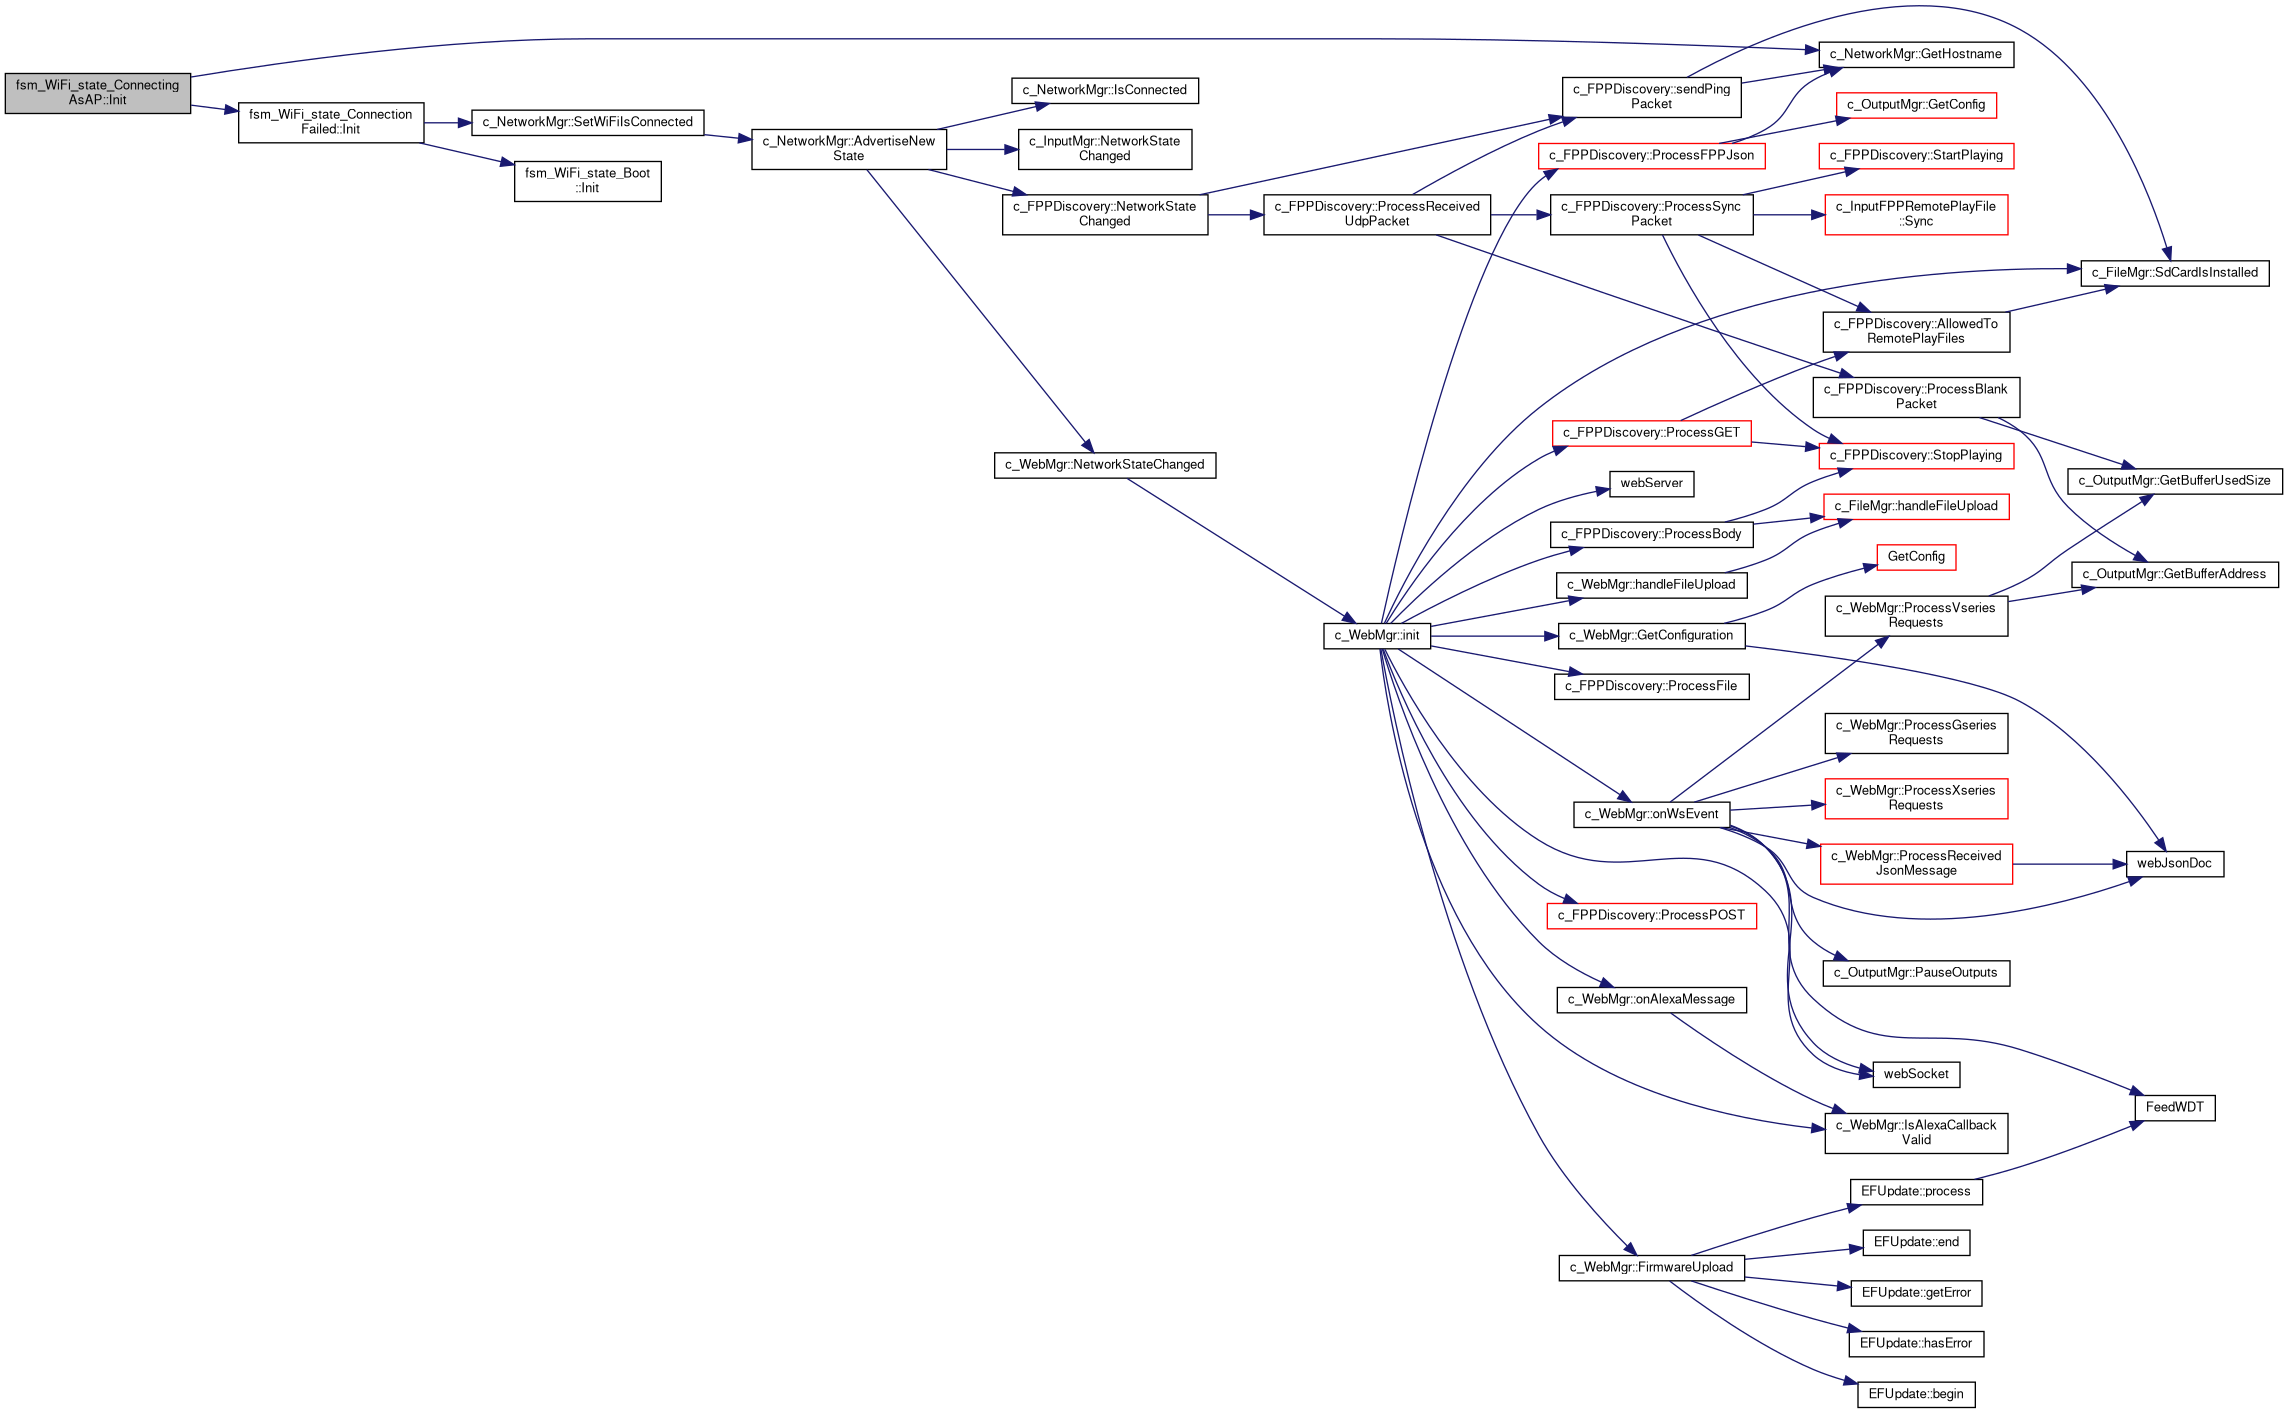 fsm_WiFi_state_Connecting
AsAP::Init
fsm_WiFi_state_Connection
Failed::Init
c_NetworkMgr::SetWiFiIsConnected
fsm_WiFi_state_Boot
::Init
c_NetworkMgr::AdvertiseNew
State
c_NetworkMgr::IsConnected
c_InputMgr::NetworkState
Changed
c_FPPDiscovery::NetworkState
Changed
c_WebMgr::NetworkStateChanged
c_FPPDiscovery::ProcessReceived
UdpPacket
c_WebMgr::init
c_FPPDiscovery::sendPing
Packet
c_FPPDiscovery::ProcessFPPJson
c_FPPDiscovery::ProcessSync
Packet
c_FPPDiscovery::ProcessGET
webServer
c_FPPDiscovery::ProcessBody
c_WebMgr::handleFileUpload
c_WebMgr::GetConfiguration
c_FPPDiscovery::ProcessFile
c_WebMgr::onWsEvent
c_FPPDiscovery::ProcessPOST
c_WebMgr::onAlexaMessage
c_WebMgr::FirmwareUpload
c_NetworkMgr::GetHostname
c_OutputMgr::GetConfig
c_FPPDiscovery::StartPlaying
c_InputFPPRemotePlayFile
::Sync
c_FPPDiscovery::AllowedTo
RemotePlayFiles
c_FPPDiscovery::ProcessBlank
Packet
c_FPPDiscovery::StopPlaying
c_FileMgr::handleFileUpload
GetConfig
c_WebMgr::ProcessVseries
Requests
c_WebMgr::ProcessGseries
Requests
c_WebMgr::ProcessXseries
Requests
c_WebMgr::ProcessReceived
JsonMessage
c_OutputMgr::PauseOutputs
webSocket
c_WebMgr::IsAlexaCallback
Valid
EFUpdate::process
EFUpdate::end
EFUpdate::getError
EFUpdate::hasError
EFUpdate::begin
c_FileMgr::SdCardIsInstalled
c_OutputMgr::GetBufferUsedSize
c_OutputMgr::GetBufferAddress
webJsonDoc
FeedWDT